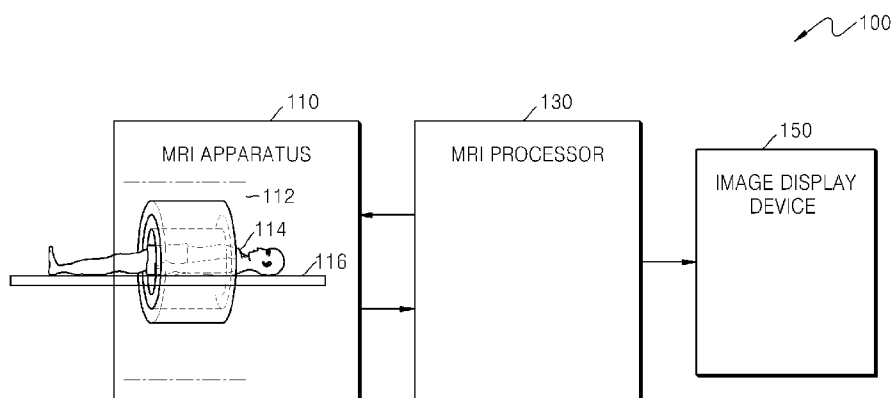 100
110
130
150
MRI APPARATUS
MRI PROCESSOR
IMAGE DISPLAY
DEVICE
112
114
116